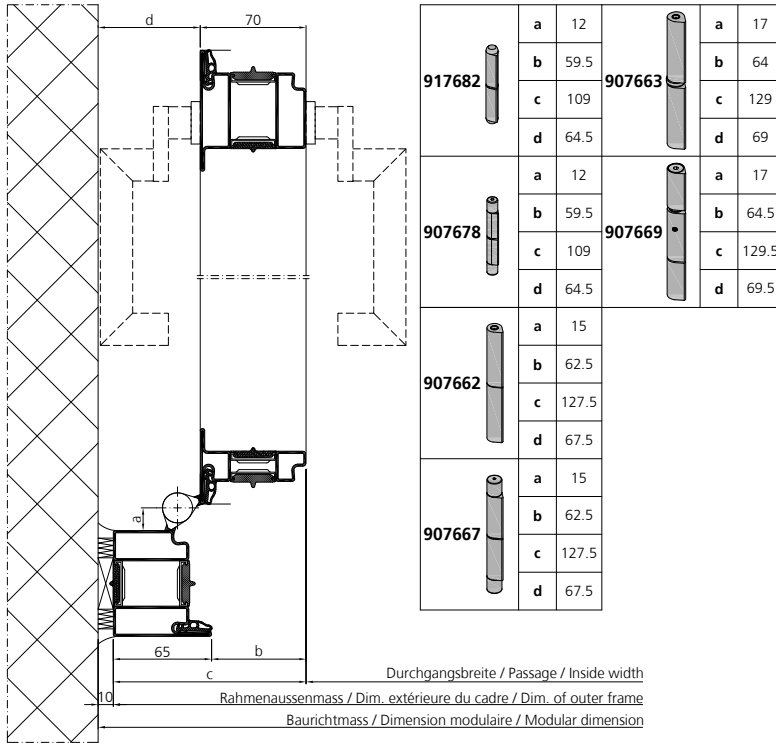 d 70
917682
a 12
b 59.5
c 109
d 64.5
907663
a 17
b 64
c 129
d 69
907678
a 12
b 59.5
c 109
d 64.5
907669
a 17
b 64.5
c 129.5
d 69.5
907662
a 15
b 62.5
c 127.5
d 67.5
907667
a 15
b 62.5
c 127.5
d 67.5
a
65 b
c
Durchgangsbreite / Passage / Inside width
10
Rahmenaussenmass / Dim. extérieure du cadre / Dim. of outer frame
Baurichtmass / Dimension modulaire / Modular dimension